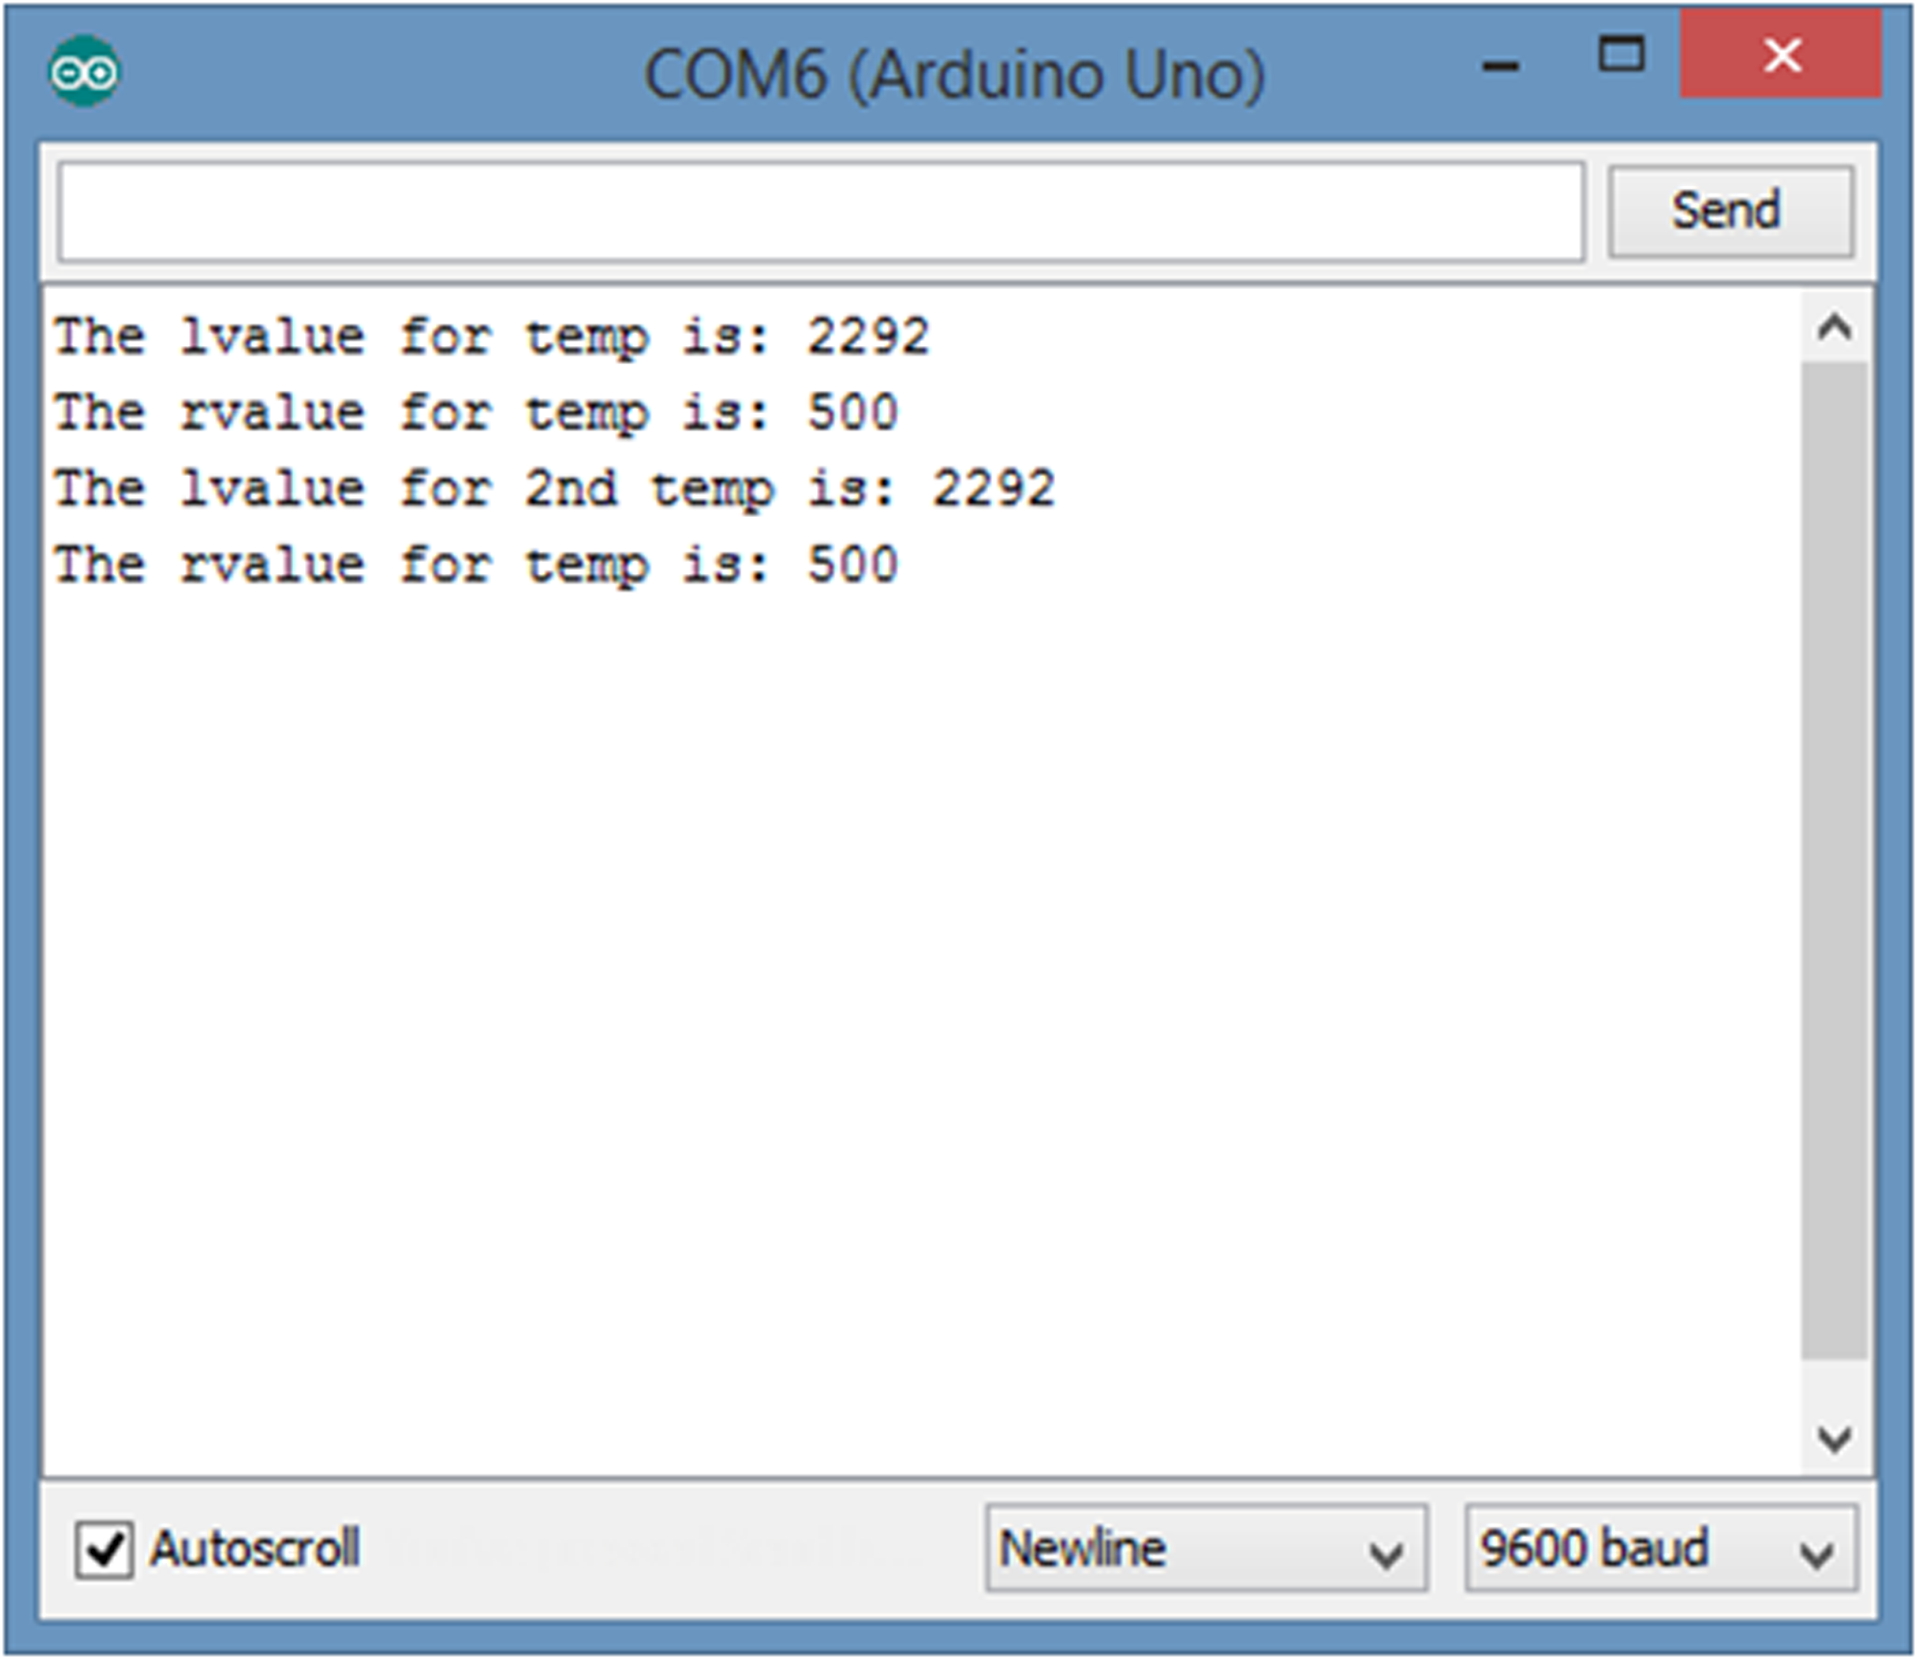 COM6 (Arduino Uno)
Send
The lvalue for temp is: 2292
The rvalue for temp is: 500
The lvalue for 2nd temp is: 2292
The rvalue for temp is: 500
Autoscroll
Newline
9600 baud